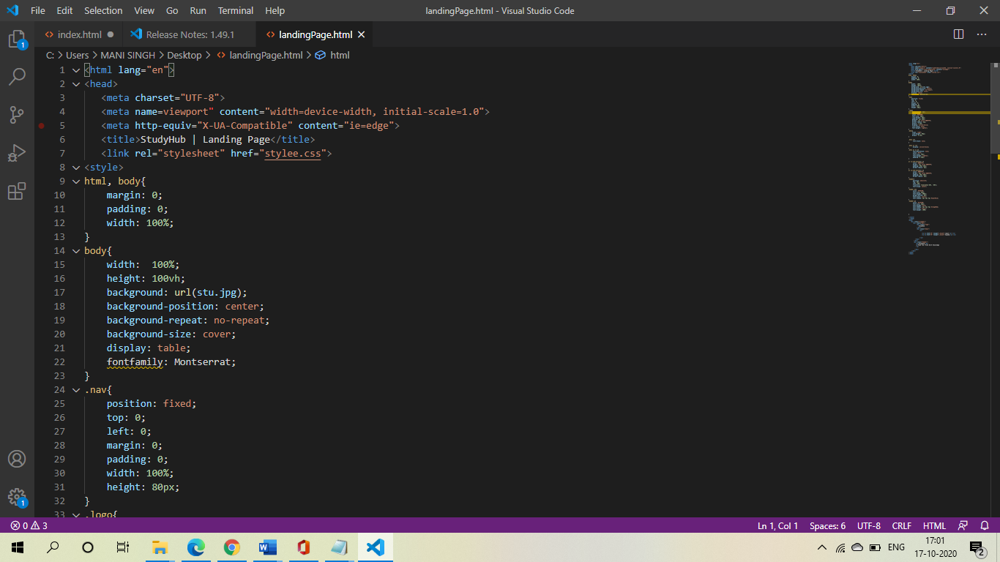 File Edit Selection View Go Run Terminal Help landingPage.html - Visual Studio Code
index.html Release Notes: 1.49.1 landingPage.html
C: > Users > MANI SINGH > Desktop > landingPage.html > html
1 <html lang="en">
2 <head>
3 <meta charset="UTF-8">
4 <meta name=viewport" content="width=device-width, initial-scale=1.0">
5 <meta http-equiv="X-UA-Compatible" content="ie=edge">
6 <title>StudyHub | Landing Page</title>
7 <link rel="stylesheet" href="stylee.css">
8 <style>
9 html, body{
10 margin: 0;
11 padding: 0;
12 width: 100%;
13 }
14 body{
15 width:  100%;
16 height: 100vh;
17 background: url(stu.jpg);
18 background-position: center;
19 background-repeat: no-repeat;
20 background-size: cover;
21 display: table;
22 fontfamily: Montserrat;
23 }
24 .nav{
25 position: fixed;
26 top: 0;
27 left: 0;
28 margin: 0;
29 padding: 0;
30 width: 100%;
31 height: 80px;
32 }
33 .logo{
1
1
0 3 Ln 1, Col 1 Spaces: 6 UTF-8 CRLF HTML
ENG 17:01
17-10-2020 2